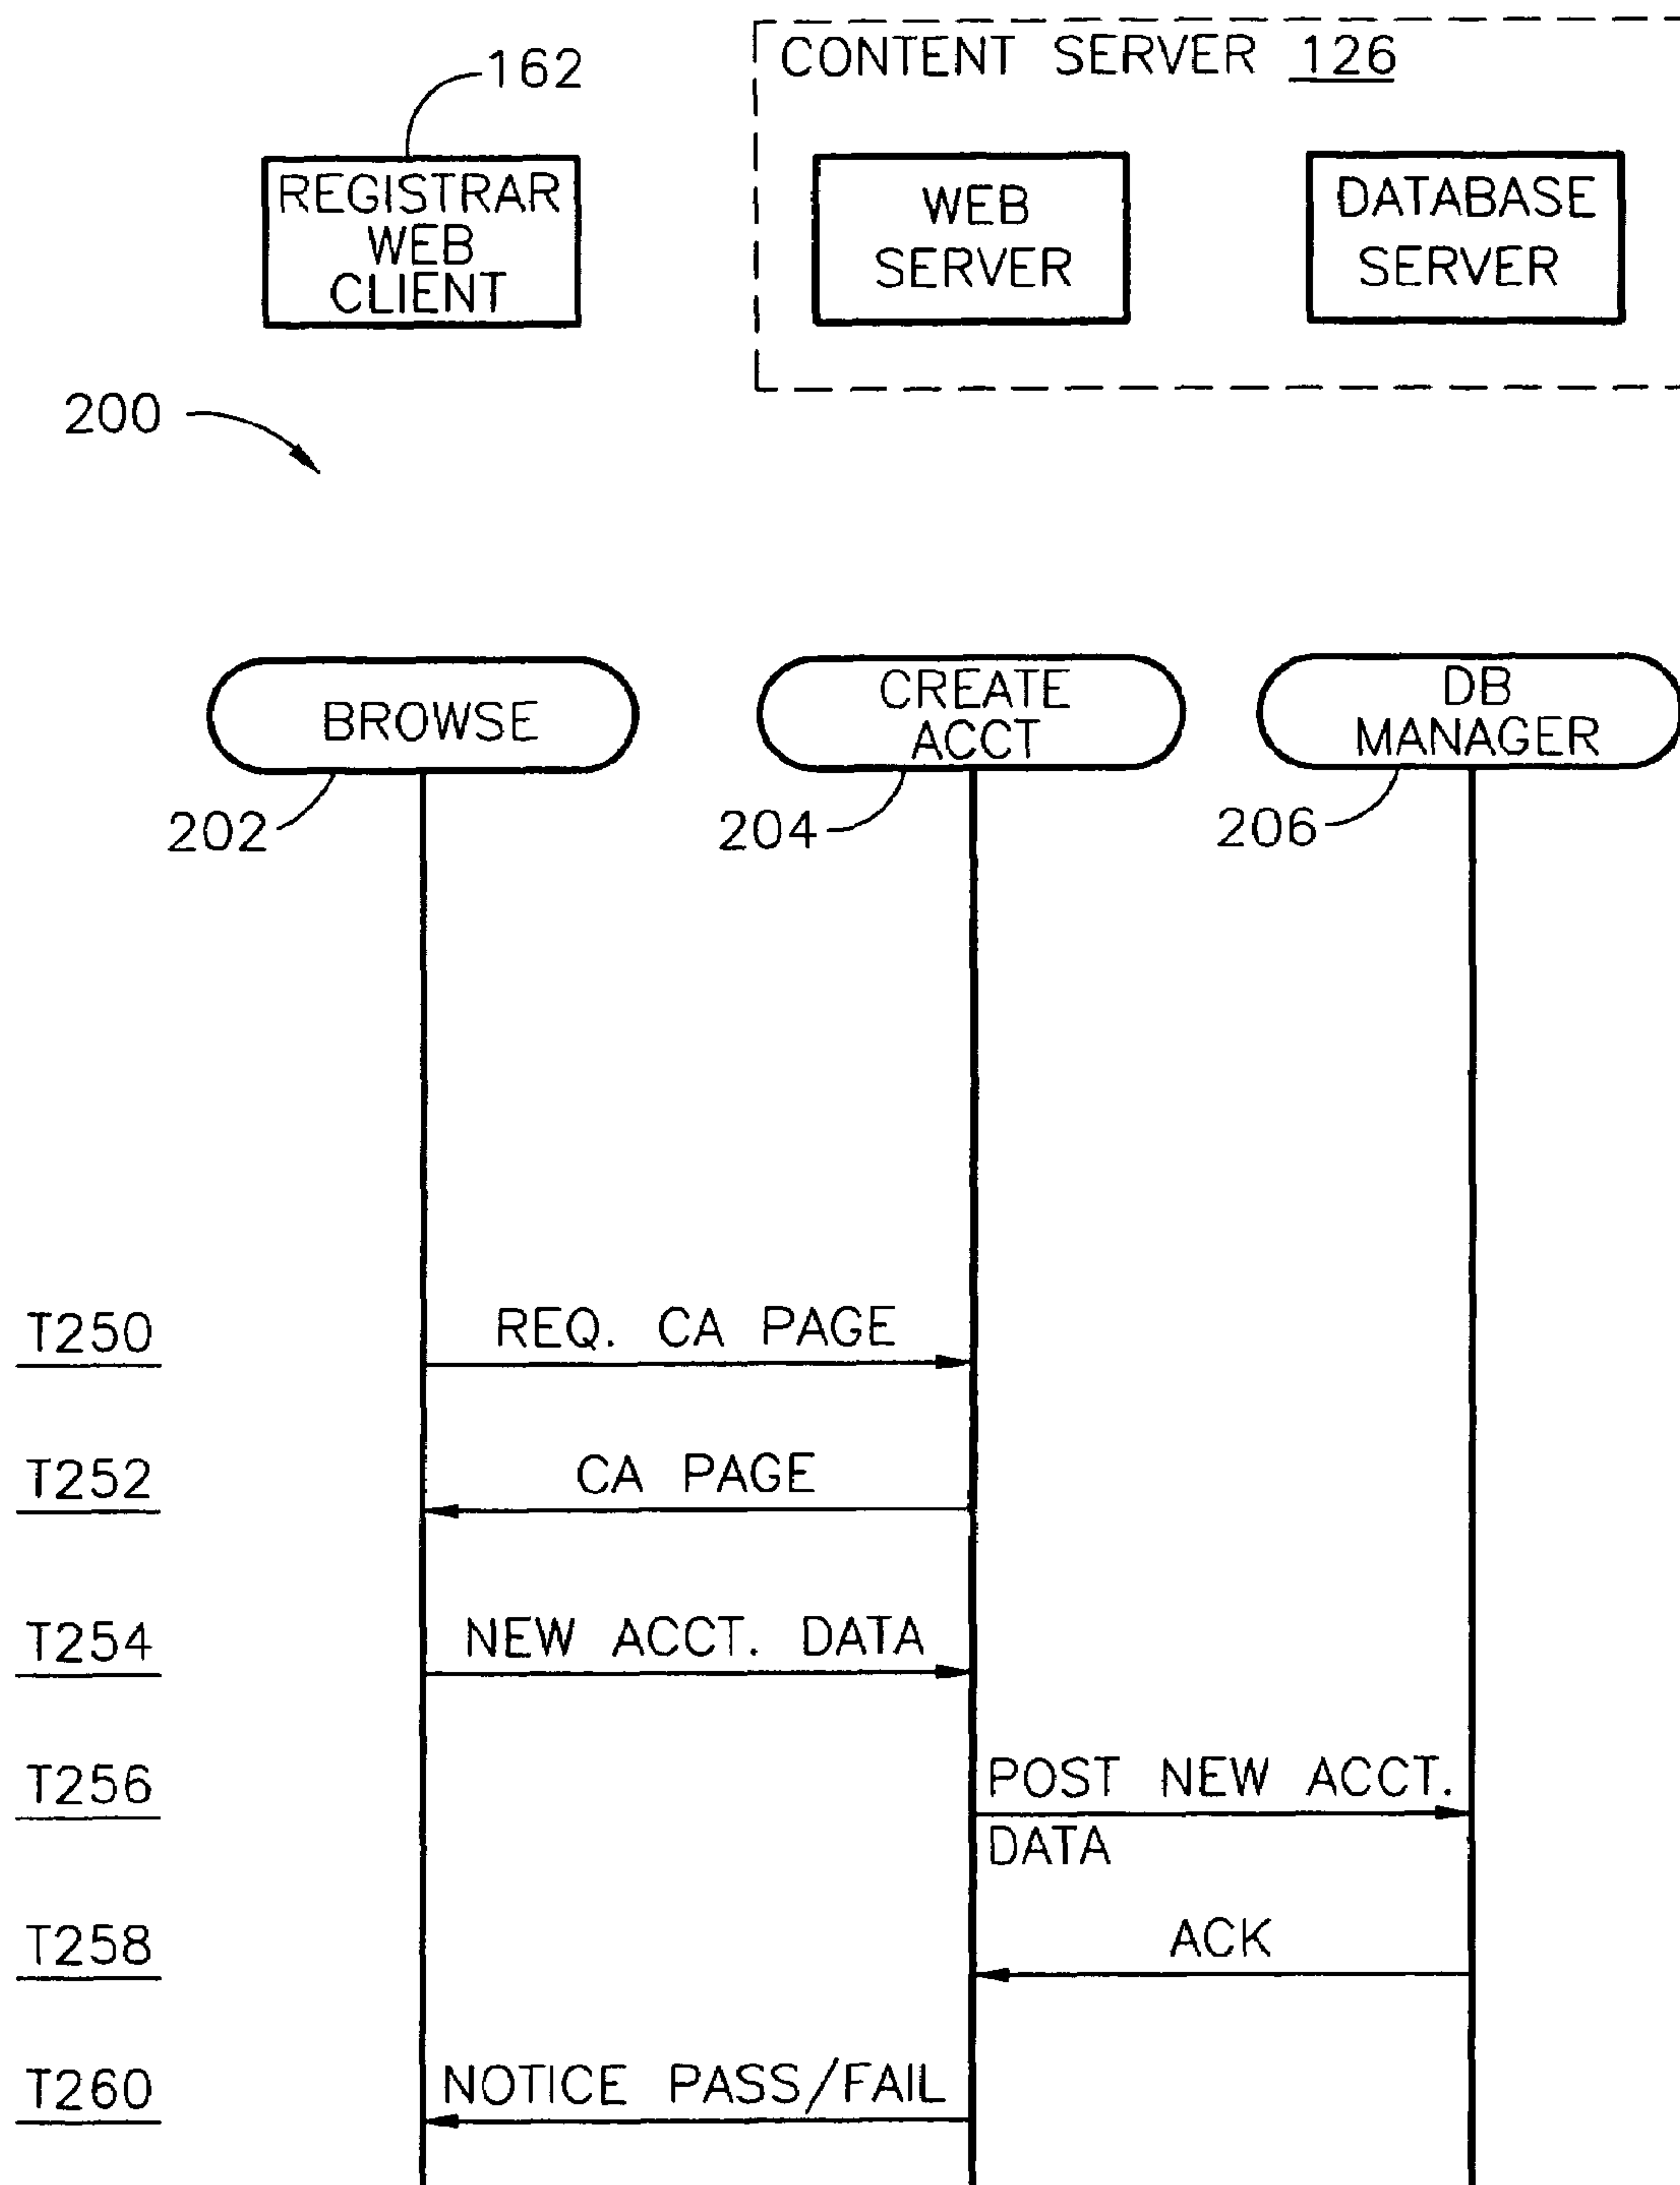 162
CONTENT SERVER 126
REGISTRAR
WEB
CLIENT
WEB
SERVER
DATABASE
SERVER
200
BROWSE
CREATE
ACCT
DB
MANAGER
202
204
206
T250
REQ. CA PAGE
T252
CA PAGE
T254
NEW ACCT. DATA
T256
POST NEW ACCT.
DATA
T258
ACK
T260
NOTICE PASS/FAIL